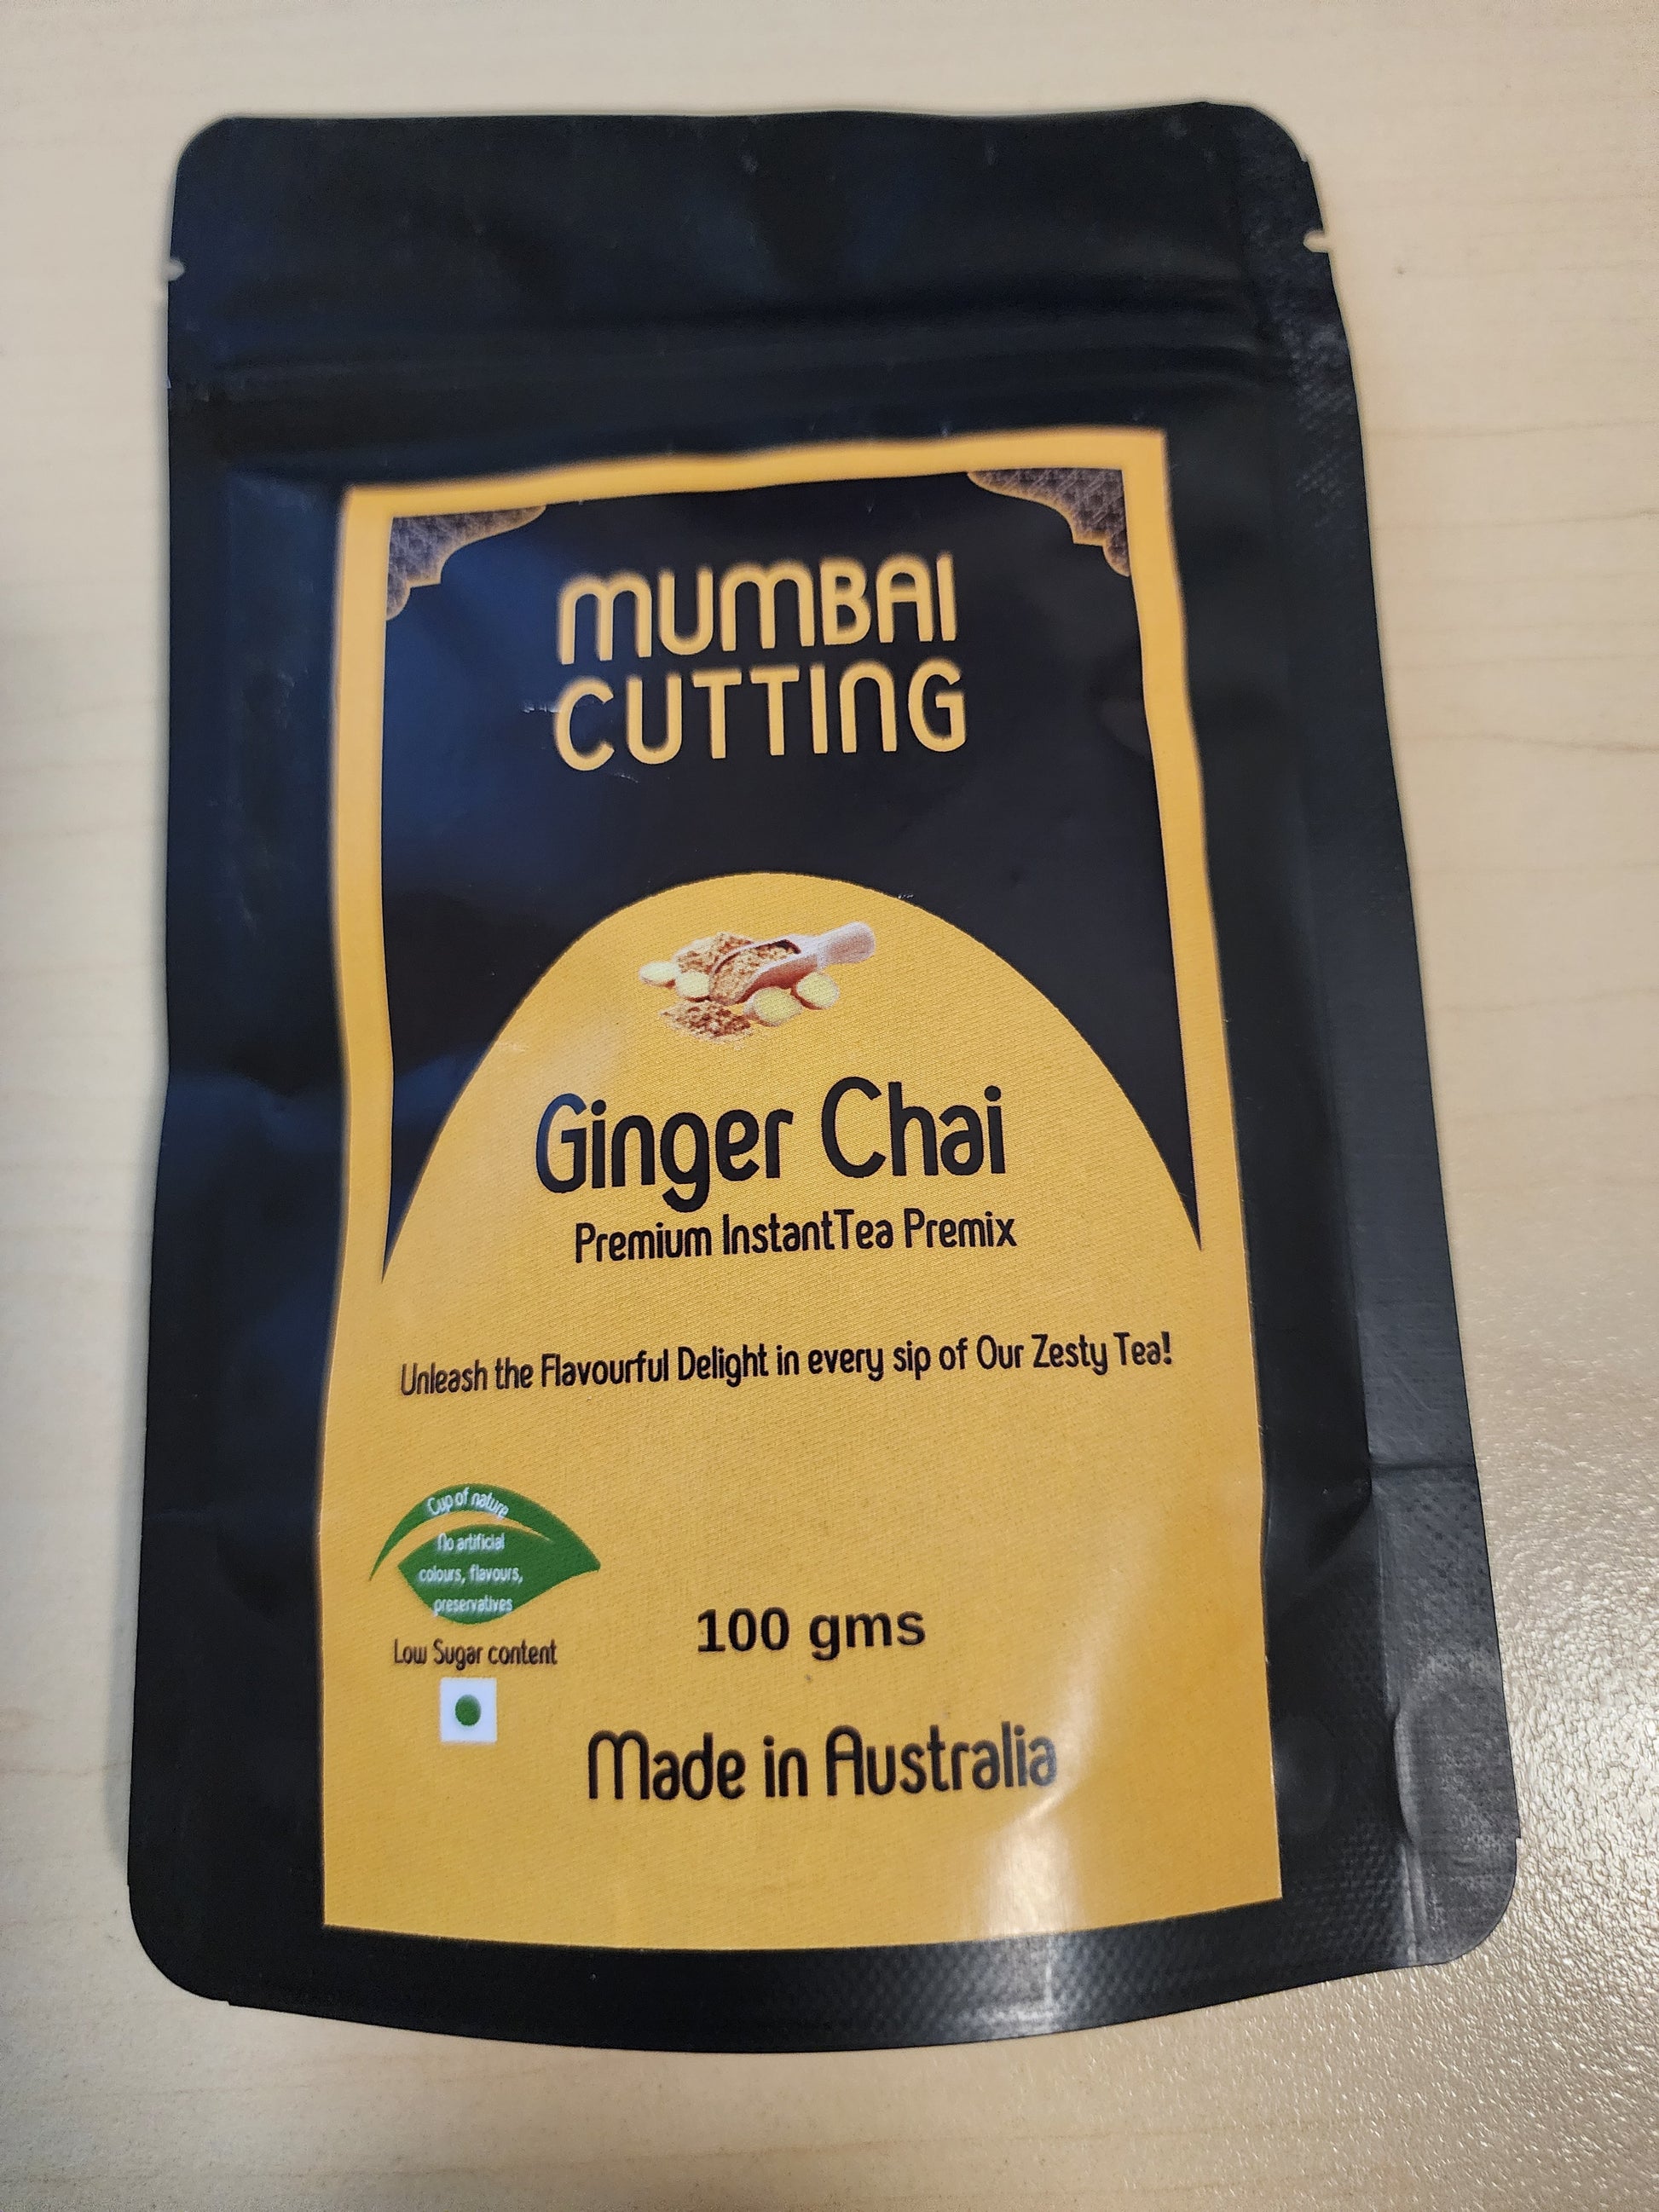 MUMBAI
CUTTING
Ginger Chai
Premium InstantTea Premix
Unleash the Flavourful Delight in every sip of Our Zesty Tea!
Cup of nature
No artificial
colours, flavours,
preservatives
Low Sugar content
100 gms
Made in Australia